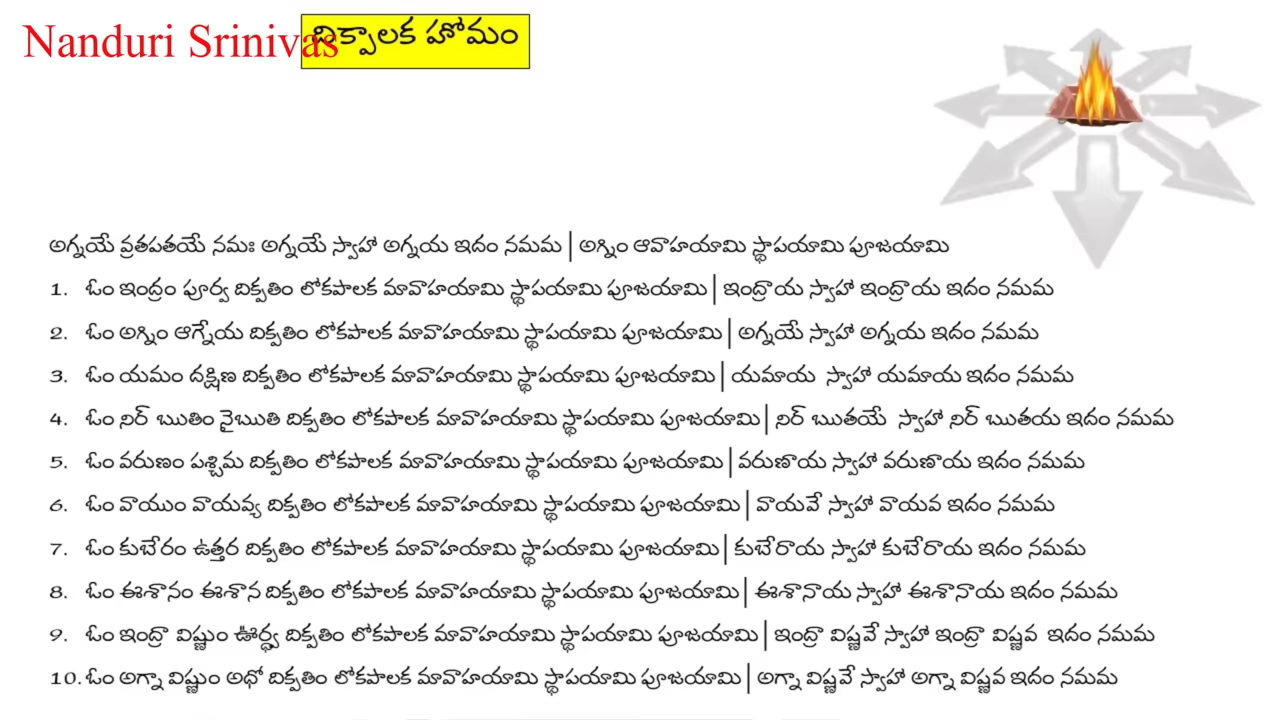 Nanduri Srinivas దిక్పాలక హోమం
అగ్నయే వ్రతపతయే నమః అగ్నయే స్వాహా అగ్నయ ఇదం నమమ | అగ్నిం ఆవాహయామి స్థాపయామి పూజయామి
1. ఓం ఇంద్రం పూర్వ దిక్పతిం లోకపాలక మావాహయామి స్థాపయామి పూజయామి | ఇంద్రాయ స్వాహా ఇంద్రాయ ఇదం నమమ
2. ఓం అగ్నిం ఆగ్నేయ దిక్పతిం లోకపాలక మావాహయామి స్థాపయామి పూజయామి | అగ్నయే స్వాహా అగ్నయ ఇదం నమమ
3. ఓం యమం దక్షిణ దిక్పతిం లోకపాలక మావాహయామి స్థాపయామి పూజయామి | యమాయ స్వాహా యమాయ ఇదం నమమ
4. ఓం నిర్ ఋతిం నైఋతి దిక్పతిం లోకపాలక మావాహయామి స్థాపయామి పూజయామి | నిర్ ఋతయే స్వాహా నిర్ ఋతయ ఇదం నమమ
5. ఓం వరుణం పశ్చిమ దిక్పతిం లోకపాలక మావాహయామి స్థాపయామి పూజయామి | వరుణాయ స్వాహా వరుణాయ ఇదం నమమ
6. ఓం వాయుం వాయవ్య దిక్పతిం లోకపాలక మావాహయామి స్థాపయామి పూజయామి | వాయవే స్వాహా వాయవ ఇదం నమమ
7. ఓం కుబేరం ఉత్తర దిక్పతిం లోకపాలక మావాహయామి స్థాపయామి పూజయామి | కుబేరాయ స్వాహా కుబేరాయ ఇదం నమమ
8. ఓం ఈశానం ఈశాన దిక్పతిం లోకపాలక మావాహయామి స్థాపయామి పూజయామి | ఈశానాయ స్వాహా ఈశానాయ ఇదం నమమ
9. ఓం ఇంద్రా విష్ణుం ఊర్ధ్వ దిక్పతిం లోకపాలక మావాహయామి స్థాపయామి పూజయామి | ఇంద్రా విష్ణవే స్వాహా ఇంద్రా విష్ణవ ఇదం నమమ
10. ఓం అగ్నా విష్ణుం అధో దిక్పతిం లోకపాలక మావాహయామి స్థాపయామి పూజయామి | అగ్నా విష్ణవే స్వాహా అగ్నా విష్ణవ ఇదం నమమ